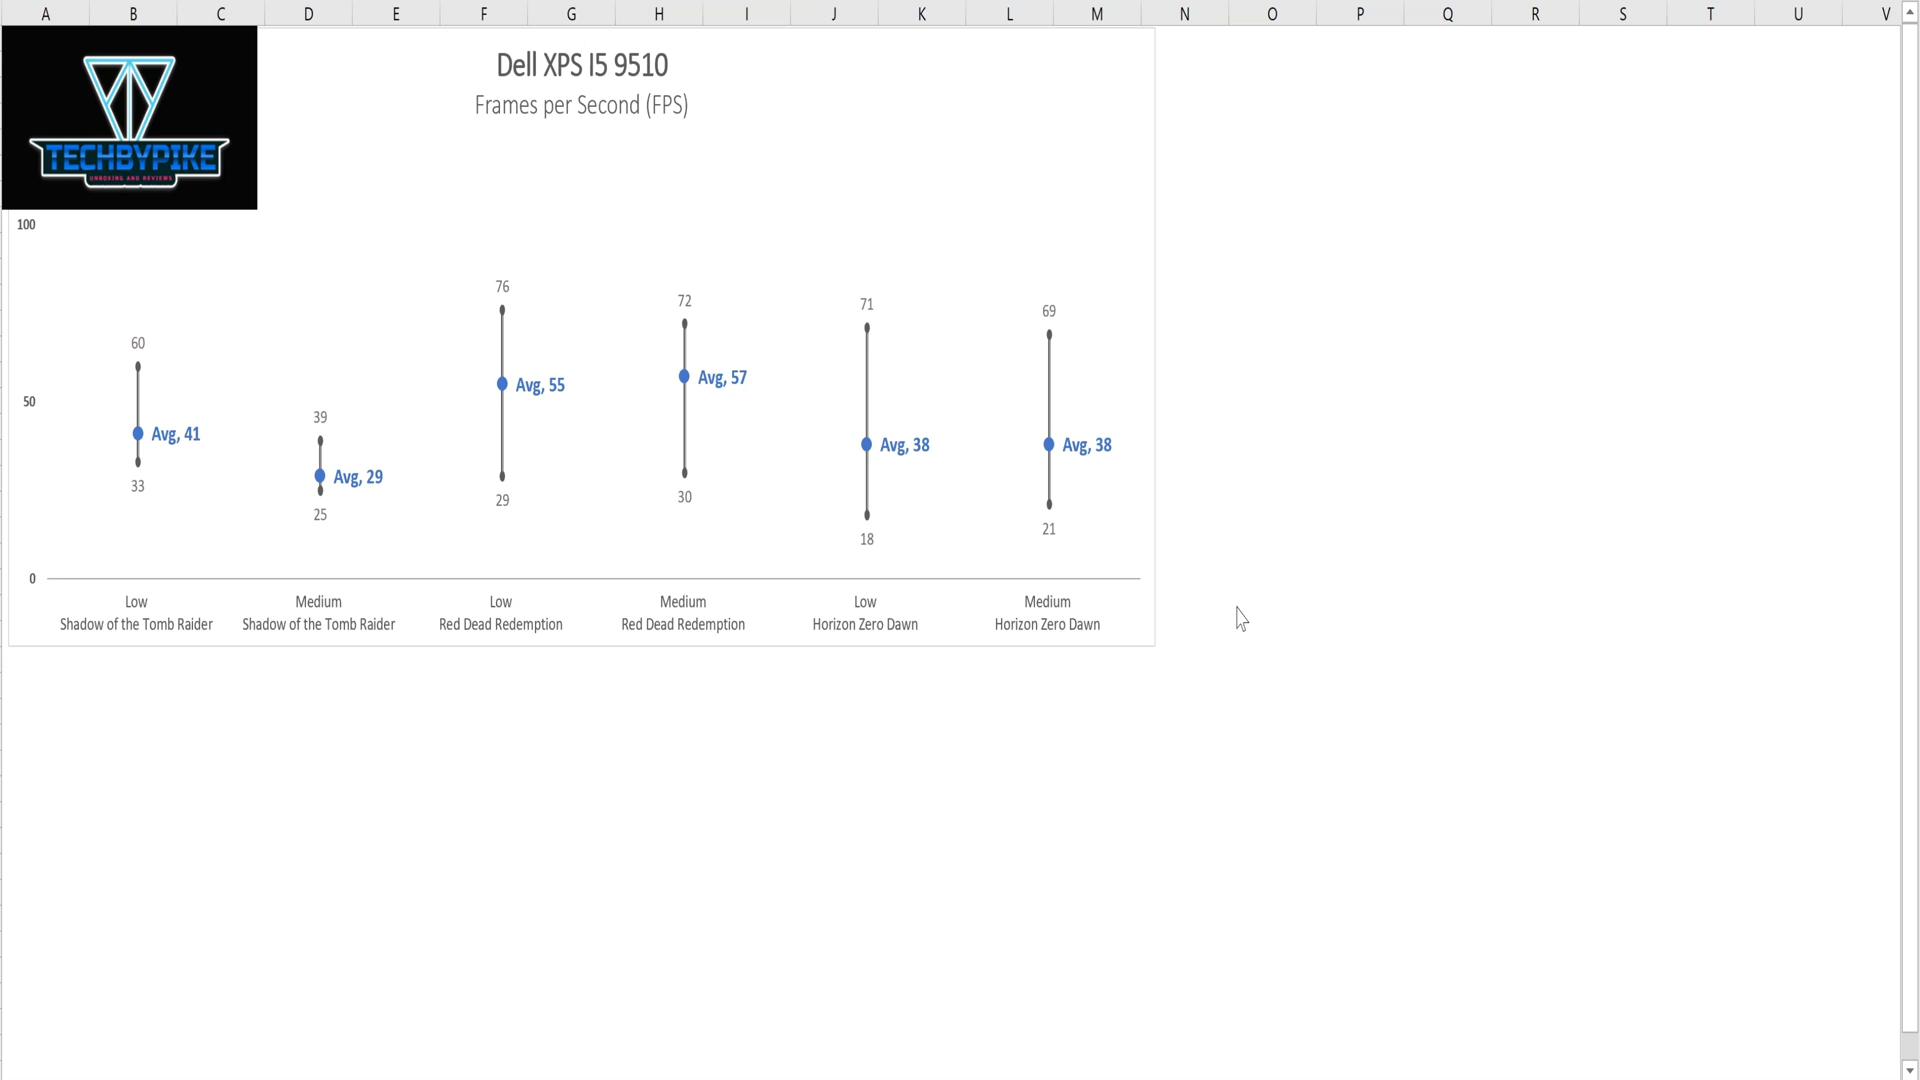 A B C D E F G H I J K L M N O P Q R S T U V
TECHBYPIKE
UNBOXING AND REVIEWS
Dell XPS I5 9510
Frames per Second (FPS)
100
50
0
60
Avg, 41
33
39
Avg, 29
25
76
Avg, 55
29
72
Avg, 57
30
71
Avg, 38
18
69
Avg, 38
21
Low
Shadow of the Tomb Raider
Medium
Shadow of the Tomb Raider
Low
Red Dead Redemption
Medium
Red Dead Redemption
Low
Horizon Zero Dawn
Medium
Horizon Zero Dawn